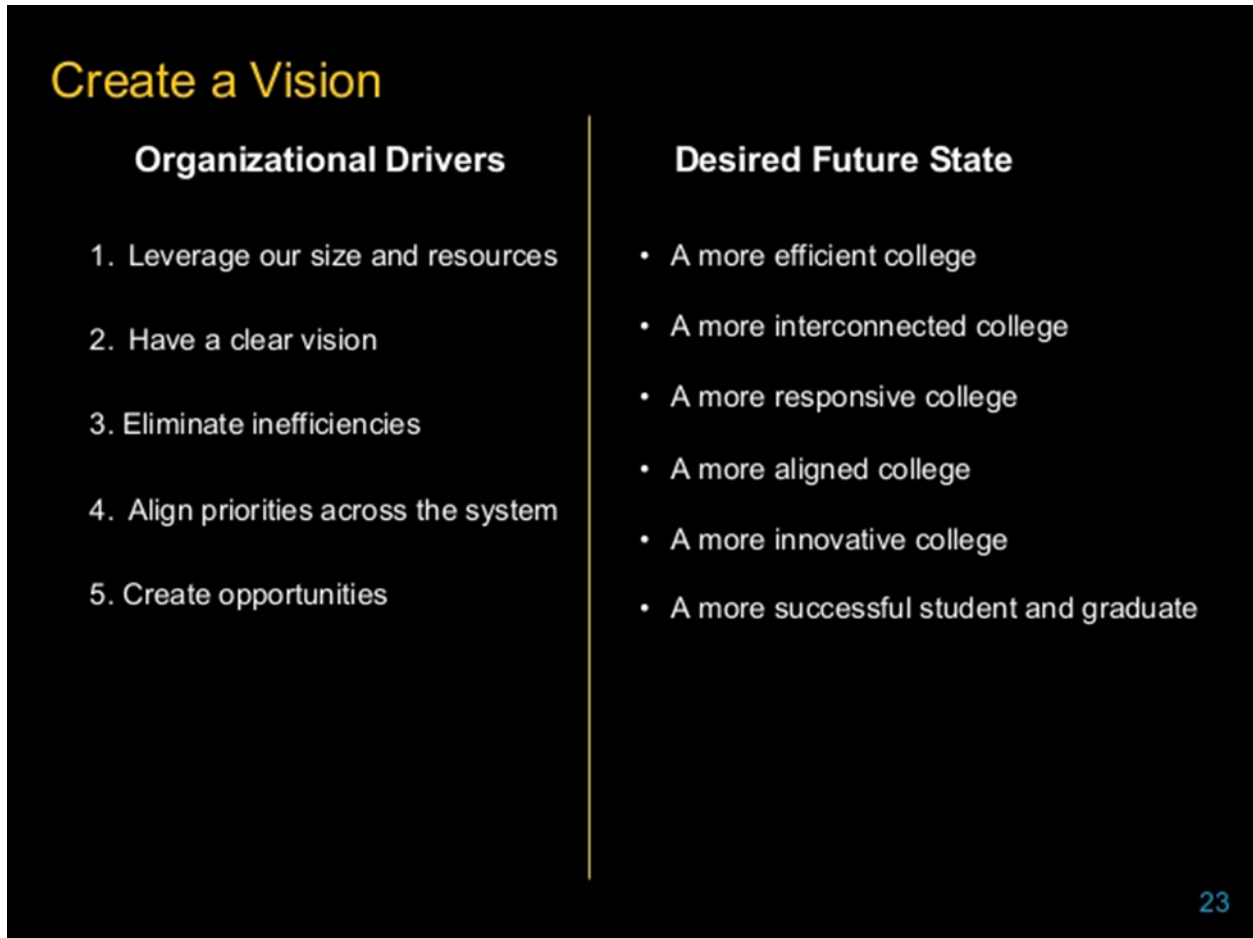 Create a Vision
Organizational Drivers
1. Leverage our size and resources
2. Have a clear vision
3. Eliminate inefficiencies
4. Align priorities across the system
5. Create opportunities
Desired Future State
• A more efficient college
• A more interconnected college
• A more responsive college
• A more aligned college
• A more innovative college
• A more successful student and graduate
23